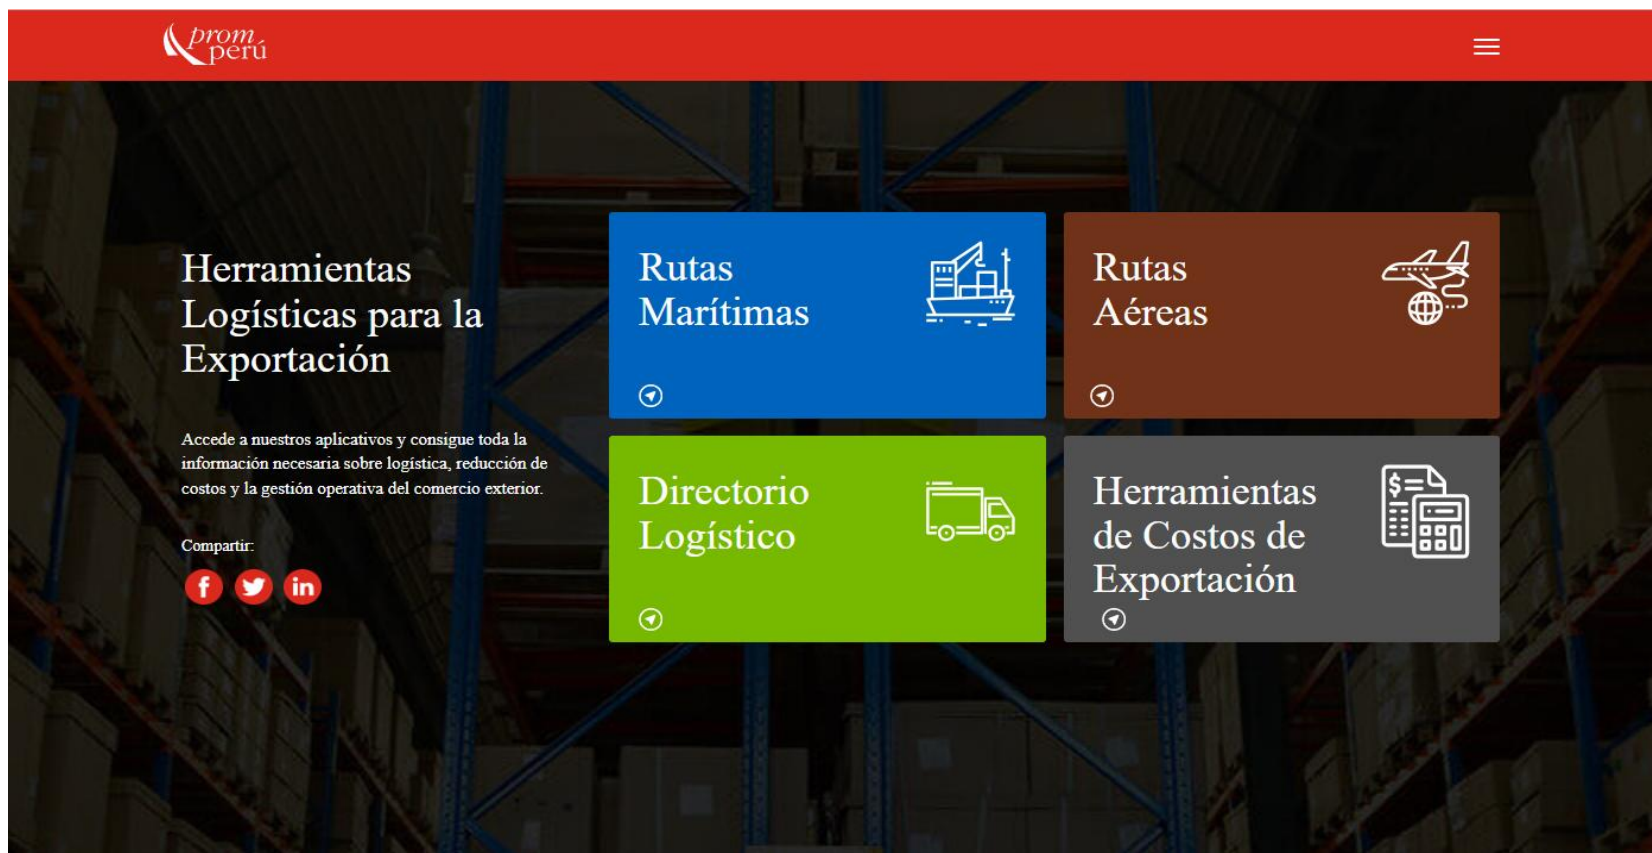 prom
perú
Herramientas
Logísticas para la
Exportación
Accede a nuestros aplicativos y consigue toda la
información necesaria sobre logística, reducción de
costos y la gestión operativa del comercio exterior.
Compartir:
f
in
Rutas
Marítimas
Rutas
Aéreas
Directorio
Logístico
Herramientas
de Costos de
Exportación
$